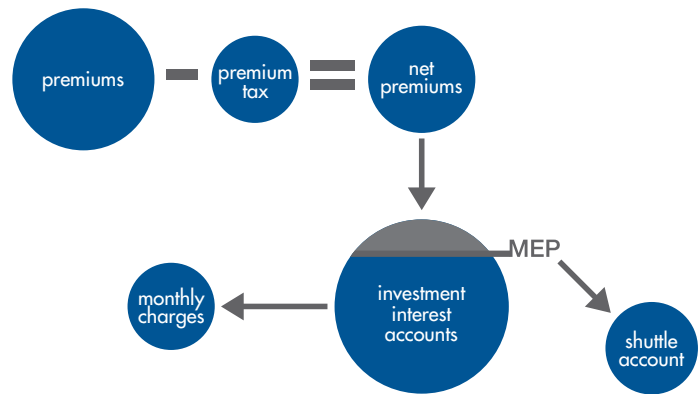 premiums
premium
tax
net
premiums
MEP
investment
interest
accounts
monthly
charges
shuttle
account